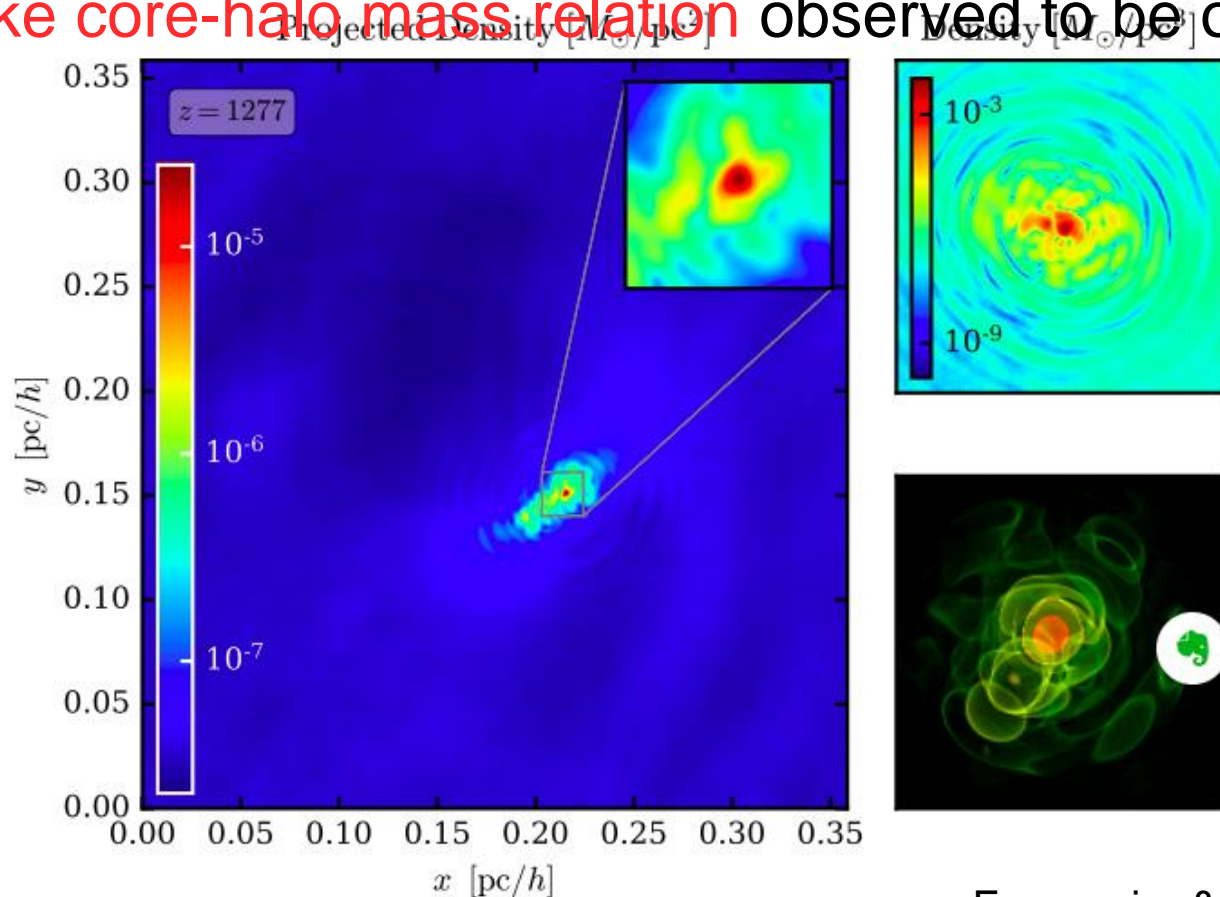 ke core-halo mass relation observed to be
Projected Density [M☉/pc²]
Density [M☉/pc³]
z = 1277
0.35
0.30
0.25
0.20
0.15
0.10
0.05
0.00
y [pc/h]
10⁻⁵
10⁻⁶
10⁻⁷
0.00 0.05 0.10 0.15 0.20 0.25 0.30 0.35
x [pc/h]
10⁻³
10⁻⁹